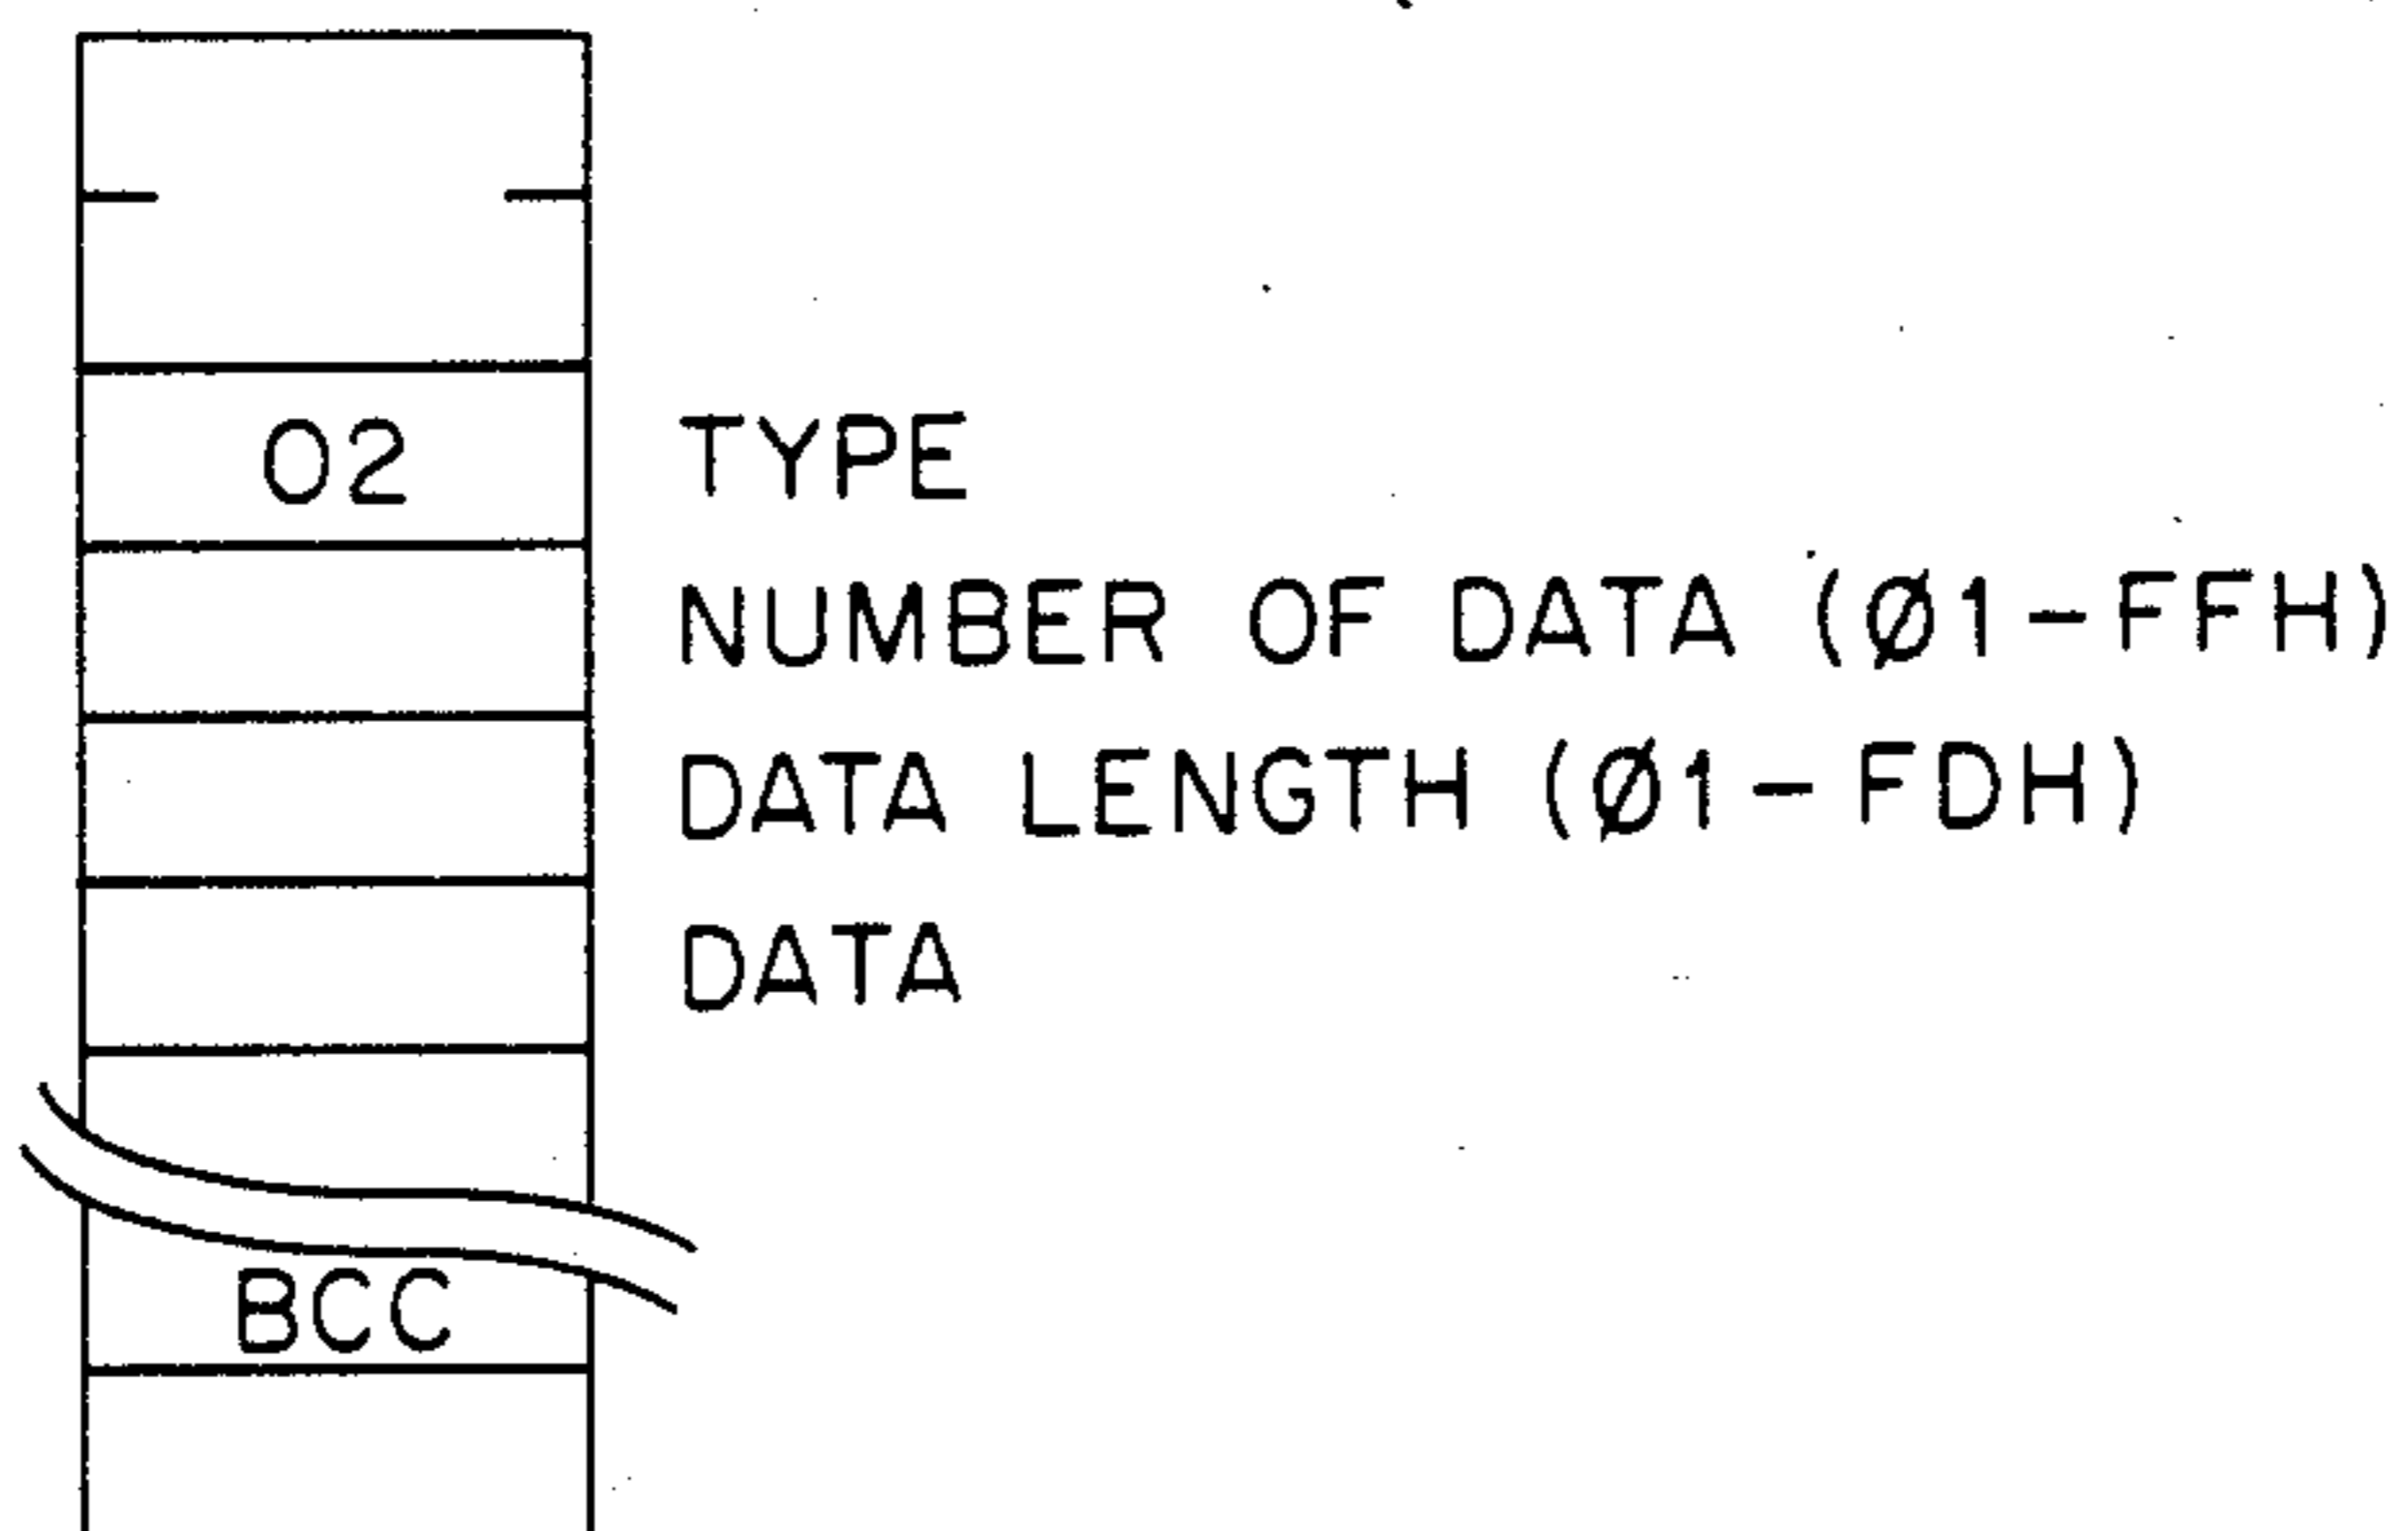 02 TYPE
NUMBER OF DATA (Ø1-FFH)
DATA LENGTH (Ø1-FDH)
DATA
BCC